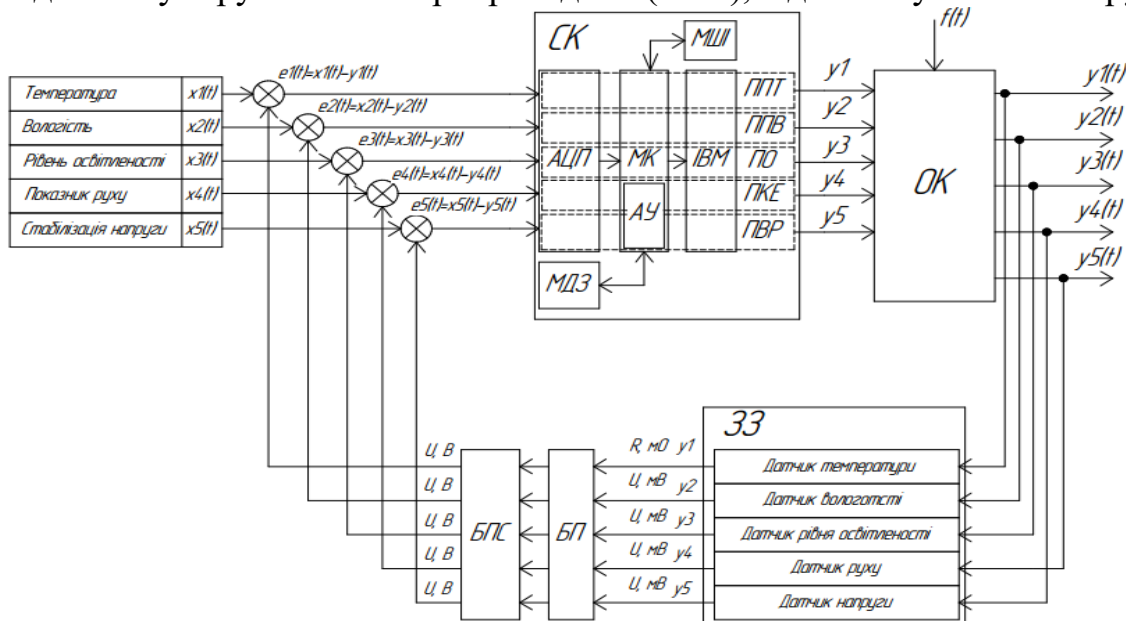 СК
МШІ
f(t)
Температура x1(t)
Вологість x2(t)
Рівень освітленості x3(t)
Показник руху x4(t)
Стабілізація напруги x5(t)
e1(t)=x1(t)-y1(t)
e2(t)=x2(t)-y2(t)
e3(t)=x3(t)-y3(t)
e4(t)=x4(t)-y4(t)
e5(t)=x5(t)-y5(t)
АЦП
МК
ІВМ
АУ
МДЗ
ППТ
ППВ
ПО
ПКЕ
ПВР
y1
y2
y3
y4
y5
ОК
y1(t)
y2(t)
y3(t)
y4(t)
y5(t)
ЗЗ
Датчик температури
Датчик вологотсті
Датчик рівня освітленості
Датчик руху
Датчик напруги
R, мО y1
U, мВ y2
U, мВ y3
U, мВ y4
U, мВ y5
БП
БПС
U, В
U, В
U, В
U, В
U, В